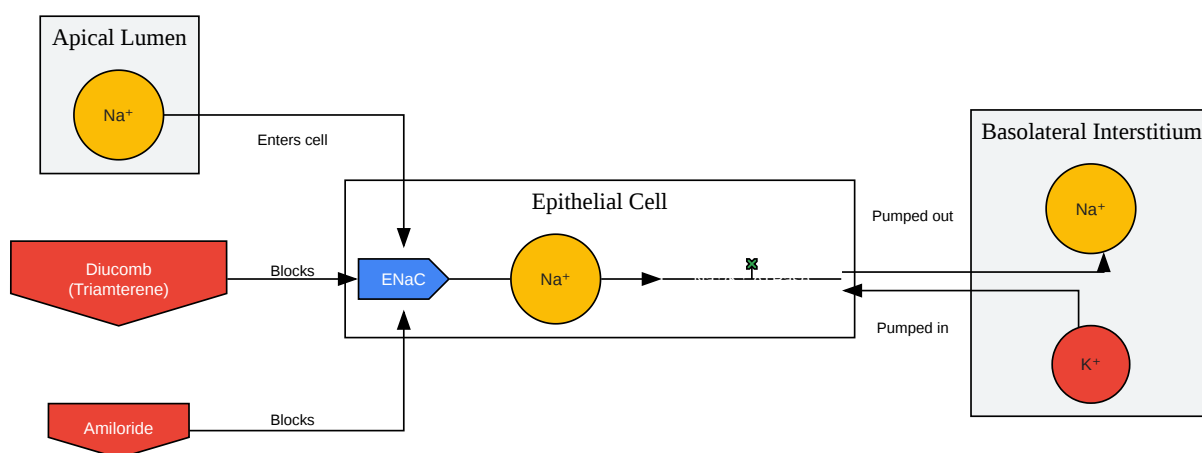 Apical Lumen
Na⁺
Enters cell
Basolateral Interstitium
Na⁺
Epithelial Cell
Pumped out
Diucomb
(Triamterene)
Blocks
ENaC
Na⁺
Pumped in
K⁺
Amiloride
Blocks